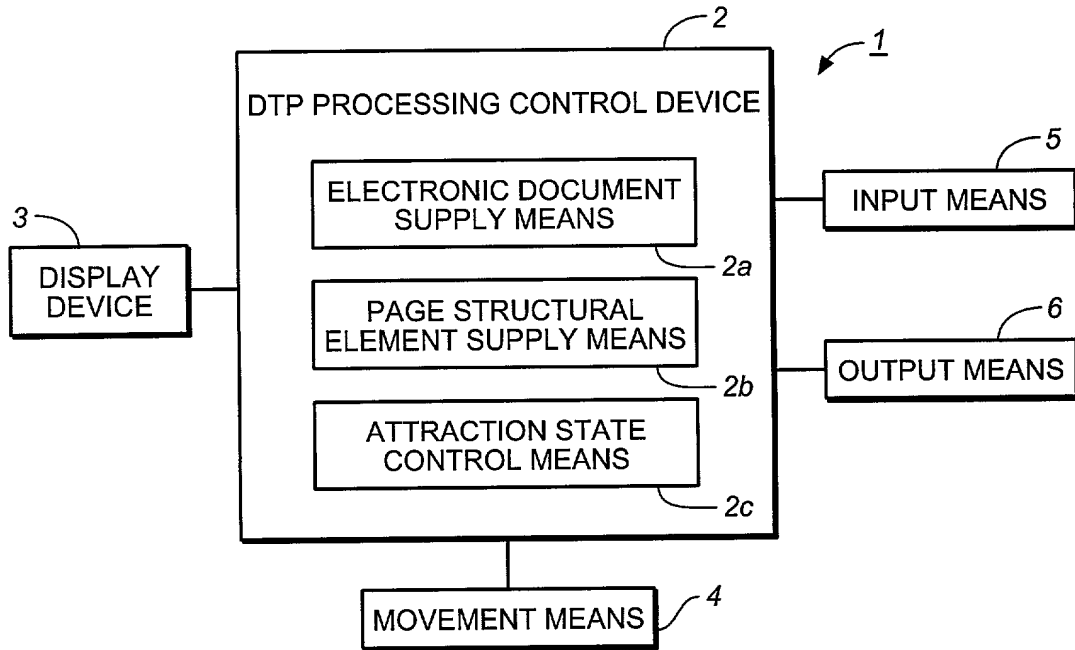 2
1
DTP PROCESSING CONTROL DEVICE
ELECTRONIC DOCUMENT
SUPPLY MEANS
2a
PAGE STRUCTURAL
ELEMENT SUPPLY MEANS
2b
ATTRACTION STATE
CONTROL MEANS
2c
3
DISPLAY
DEVICE
5
INPUT MEANS
6
OUTPUT MEANS
4
MOVEMENT MEANS